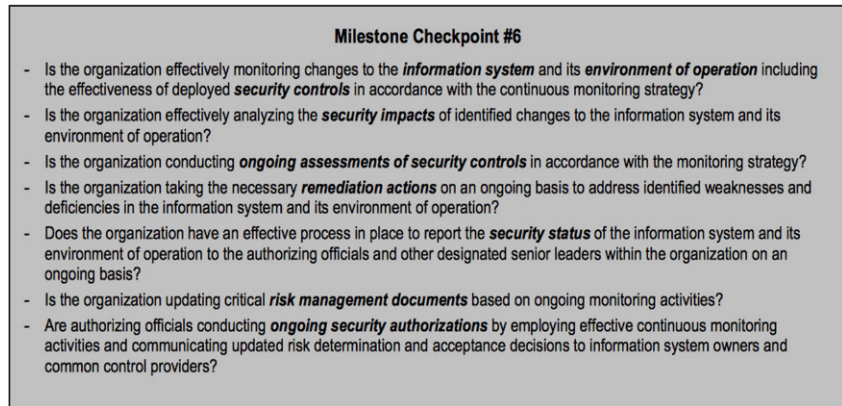 Milestone Checkpoint #6
- Is the organization effectively monitoring changes to the information system and its environment of operation including
the effectiveness of deployed security controls in accordance with the continuous monitoring strategy?
- Is the organization effectively analyzing the security impacts of identified changes to the information system and its
environment of operation?
- Is the organization conducting ongoing assessments of security controls in accordance with the monitoring strategy?
- Is the organization taking the necessary remediation actions on an ongoing basis to address identified weaknesses and
deficiencies in the information system and its environment of operation?
- Does the organization have an effective process in place to report the security status of the information system and its
environment of operation to the authorizing officials and other designated senior leaders within the organization on an
ongoing basis?
- Is the organization updating critical risk management documents based on ongoing monitoring activities?
- Are authorizing officials conducting ongoing security authorizations by employing effective continuous monitoring
activities and communicating updated risk determination and acceptance decisions to information system owners and
common control providers?